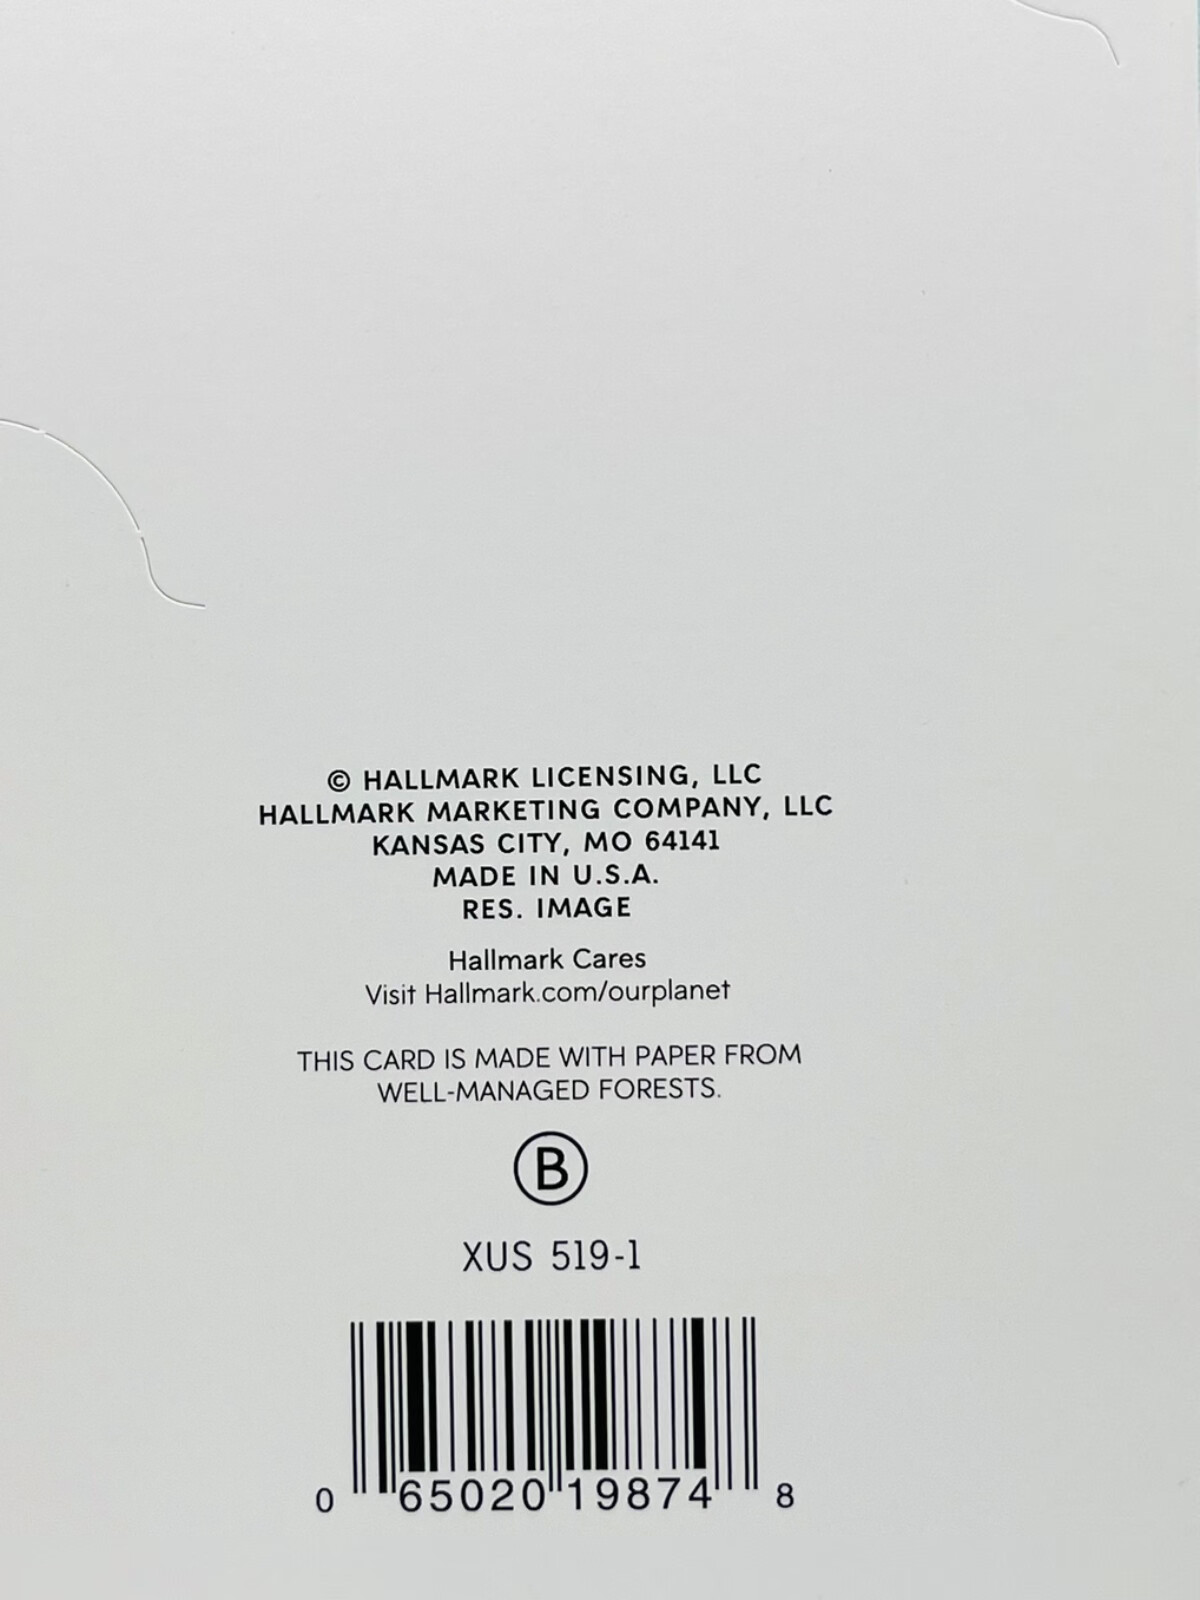 © HALLMARK LICENSING, LLC
HALLMARK MARKETING COMPANY, LLC
KANSAS CITY, MO 64141
MADE IN U.S.A.
RES. IMAGE
Hallmark Cares
Visit Hallmark.com/ourplanet
THIS CARD IS MADE WITH PAPER FROM
WELL-MANAGED FORESTS.
B
XUS 519-1
0 65020 19874 8